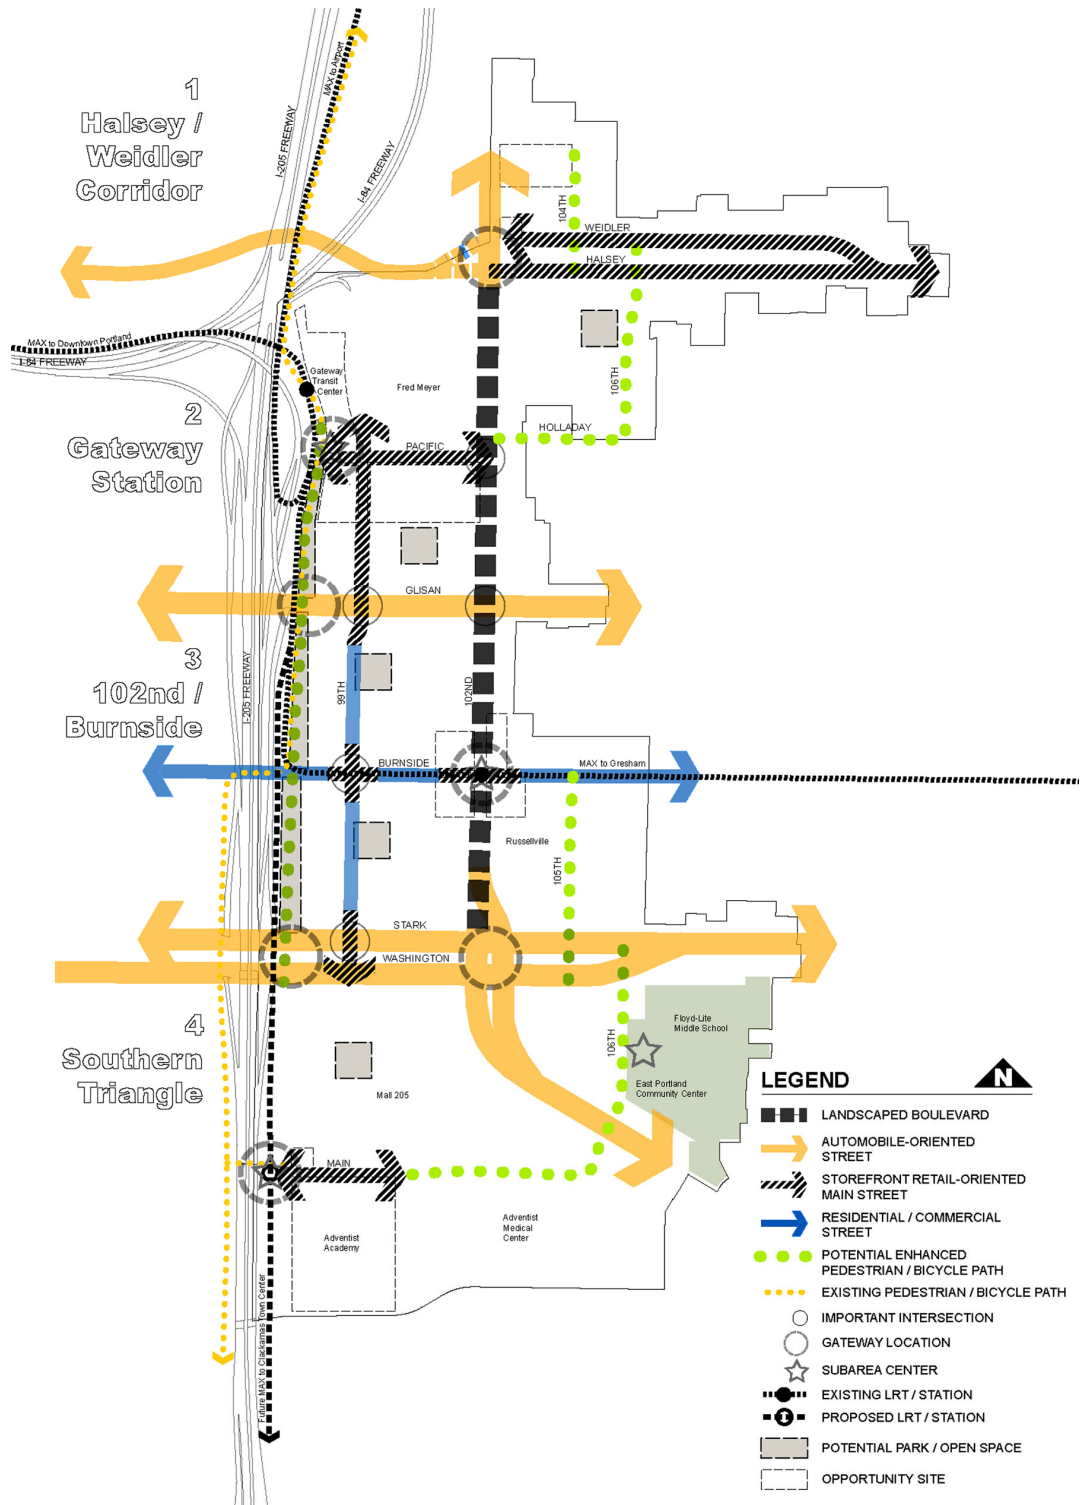 1
Halsey /
Weidler
Corridor
MAX to Airport
I-205 FREEWAY
I-84 FREEWAY
104TH
WEIDLER
HALSEY
MAX to Downtown Portland
I-84 FREEWAY
Gateway
Transit
Center
Fred Meyer
106TH
2
Gateway
Station
PACIFIC
HOLLADAY
GLISAN
3
102nd /
Burnside
I-205 FREEWAY
99TH
102ND
BURNSIDE
MAX to Gresham
Russellville
105TH
STARK
WASHINGTON
4
Southern
Triangle
Floyd-Lite
Middle School
106TH
East Portland
Community Center
Mall 205
MAIN
Adventist
Academy
Adventist
Medical
Center
Future MAX to Clackamas Town Center
N
LEGEND
LANDSCAPED BOULEVARD
AUTOMOBILE-ORIENTED
STREET
STOREFRONT RETAIL-ORIENTED
MAIN STREET
RESIDENTIAL / COMMERCIAL
STREET
POTENTIAL ENHANCED
PEDESTRIAN / BICYCLE PATH
EXISTING PEDESTRIAN / BICYCLE PATH
IMPORTANT INTERSECTION
GATEWAY LOCATION
SUBAREA CENTER
EXISTING LRT / STATION
PROPOSED LRT / STATION
POTENTIAL PARK / OPEN SPACE
OPPORTUNITY SITE